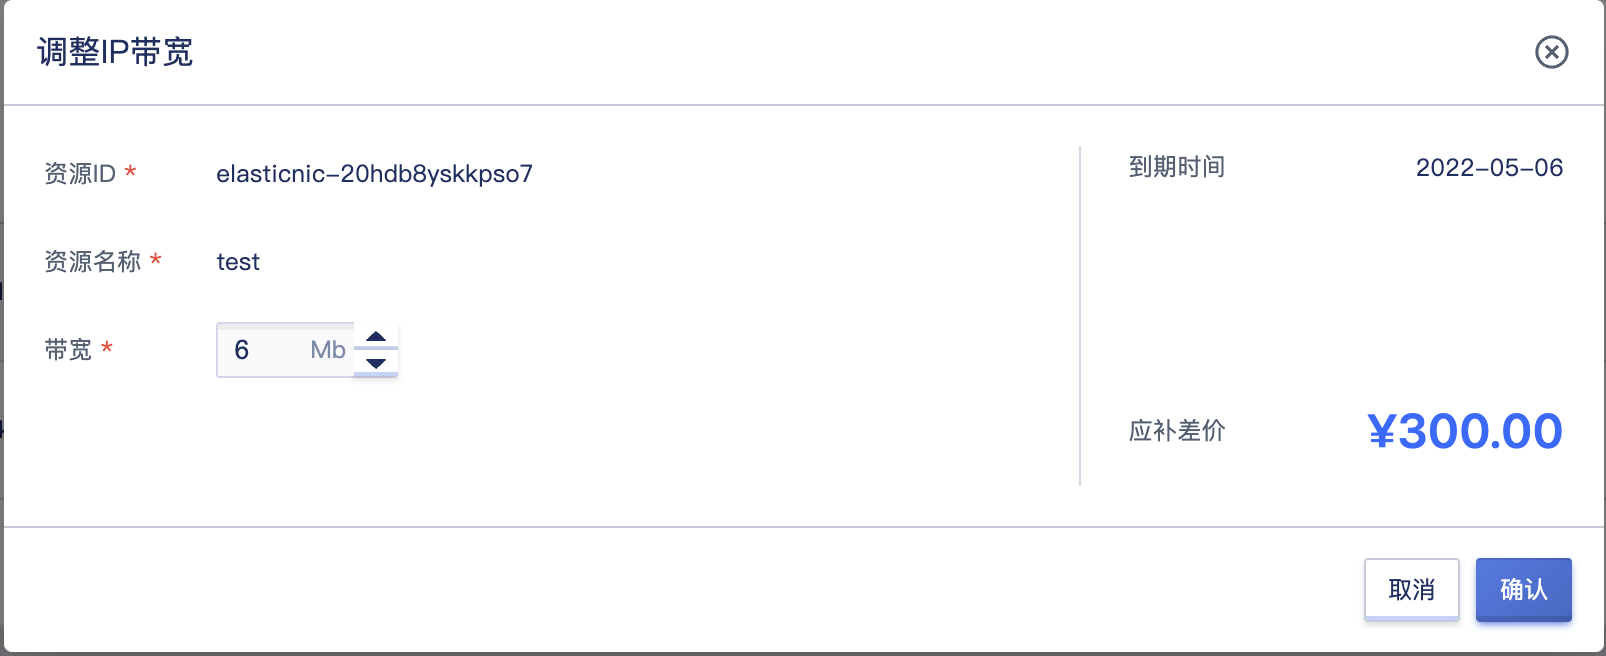 调整IP带宽
资源ID *
elasticnic-20hdb8yskkpso7
资源名称 *
test
带宽 *
6 Mb
到期时间
2022-05-06
应补差价
¥300.00
取消
确认